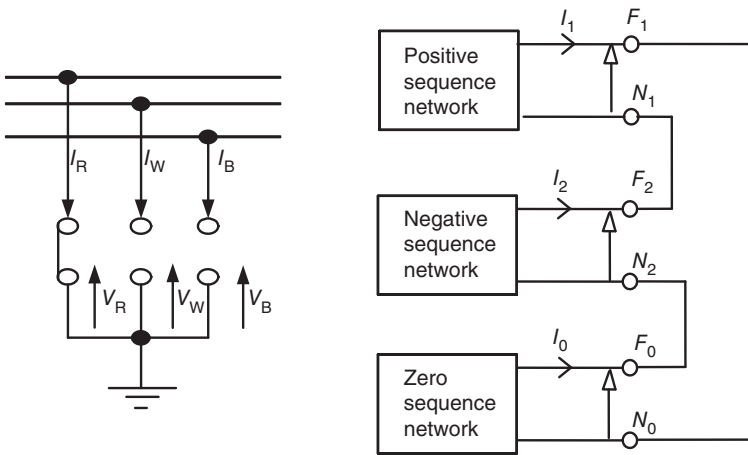 I_R
I_W
I_B
V_R
V_W
V_B
Positive
sequence
network
I_1
F_1
N_1
Negative
sequence
network
I_2
F_2
N_2
Zero
sequence
network
I_0
F_0
N_0